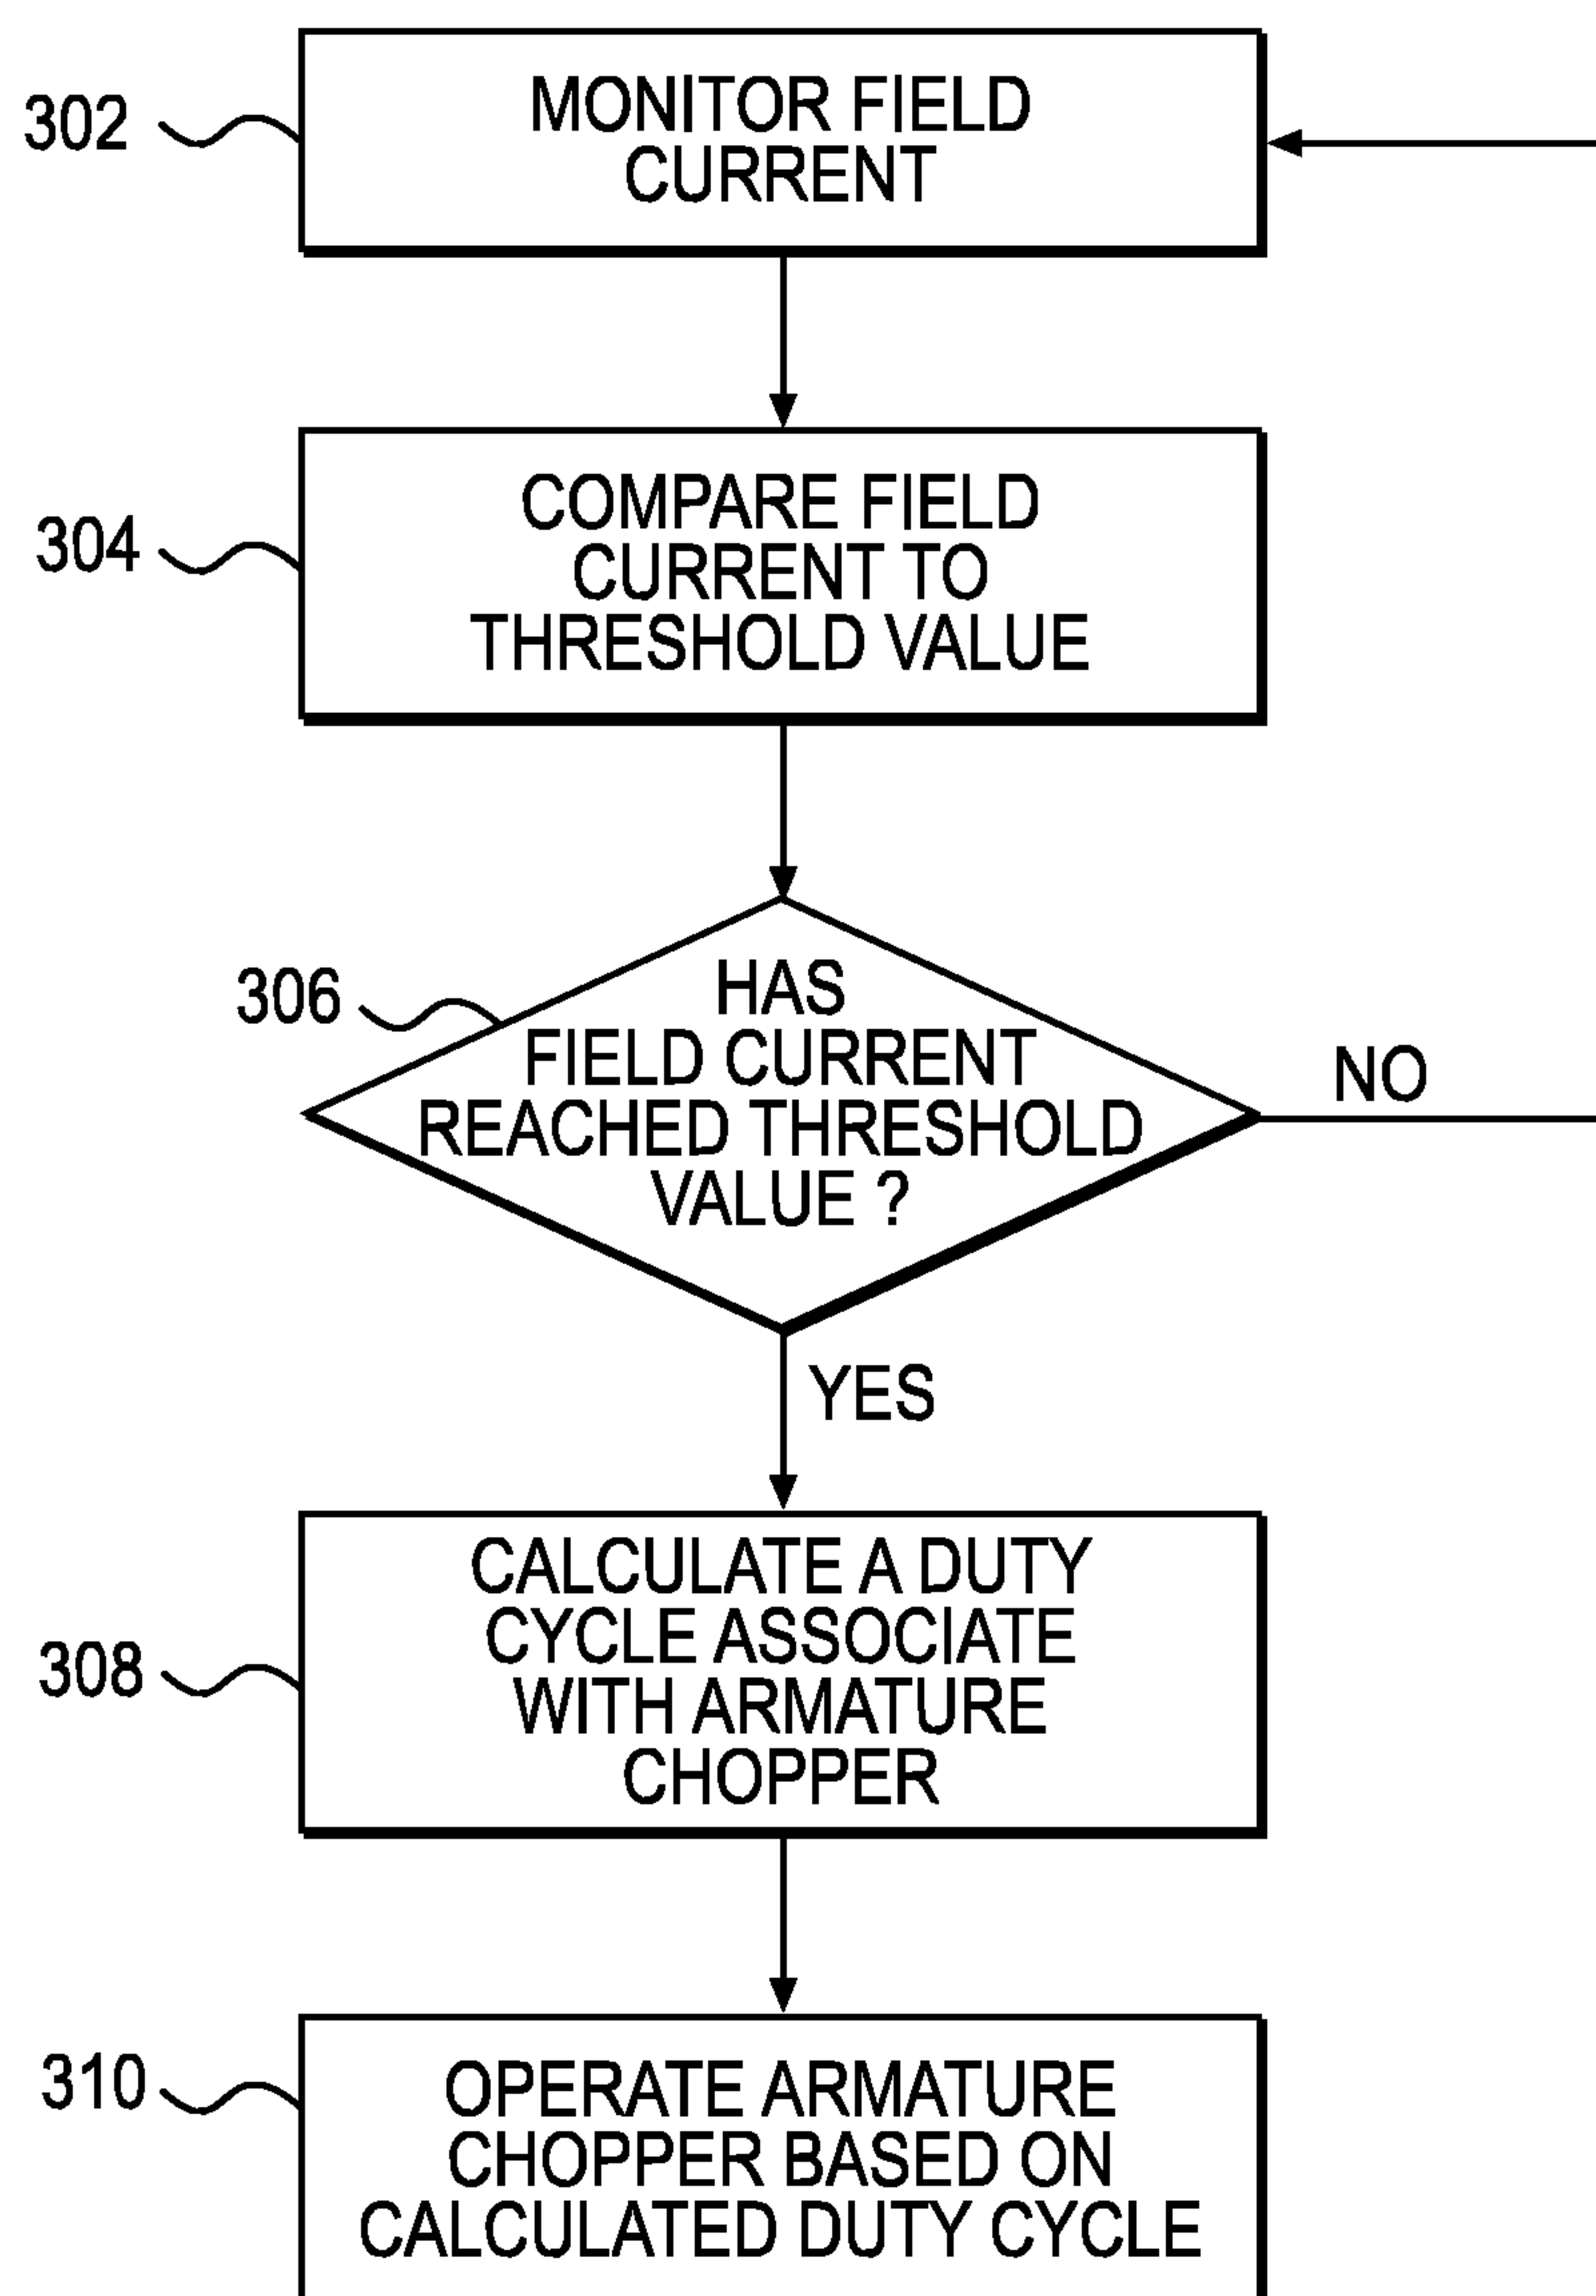 302
MONITOR FIELD
CURRENT
304
COMPARE FIELD
CURRENT TO
THRESHOLD VALUE
306
HAS
FIELD CURRENT
REACHED THRESHOLD
VALUE ?
NO
YES
308
CALCULATE A DUTY
CYCLE ASSOCIATE
WITH ARMATURE
CHOPPER
310
OPERATE ARMATURE
CHOPPER BASED ON
CALCULATED DUTY CYCLE